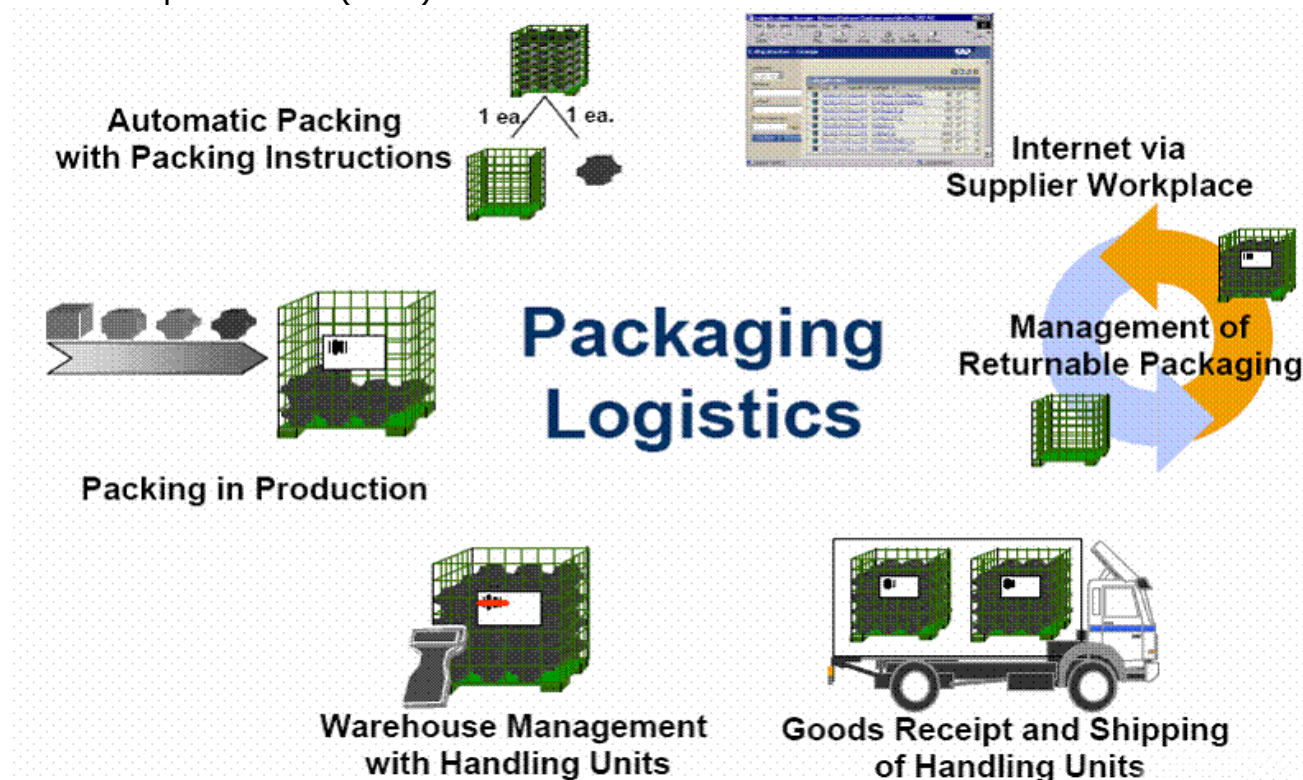 Automatic Packing
with Packing Instructions
1 ea. 1 ea.
Internet via
Supplier Workplace
Packaging
Logistics
Management of
Returnable Packaging
Packing in Production
Warehouse Management
with Handling Units
Goods Receipt and Shipping
of Handling Units